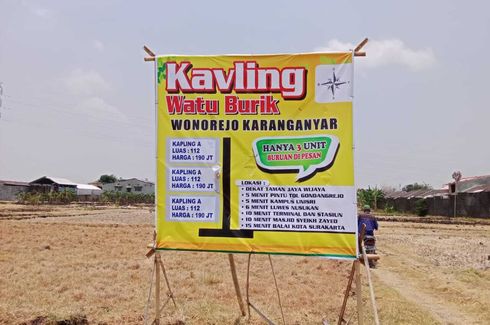 Kavling
Watu Burik
WONOREJO KARANGANYAR
KAPLING A
LUAS : 112
HARGA : 190 JT
KAPLING A
LUAS : 112
HARGA : 190 JT
KAPLING A
LUAS : 112
HARGA : 190 JT
HANYA 3 UNIT
BURUAN DI PESAN
LOKASI :
- DEKAT TAMAN JAYA WIJAYA
- 5 MENIT PINTU TOL GONDANGREJO
- 5 MENIT KAMPUS UNISRI
- 6 MENIT LUWES NUSUKAN
- 10 MENIT TERMINAL DAN STASIUN
- 10 MENIT MASJID SYEIKH ZAYED
- 15 MENIT BALAI KOTA SURAKARTA